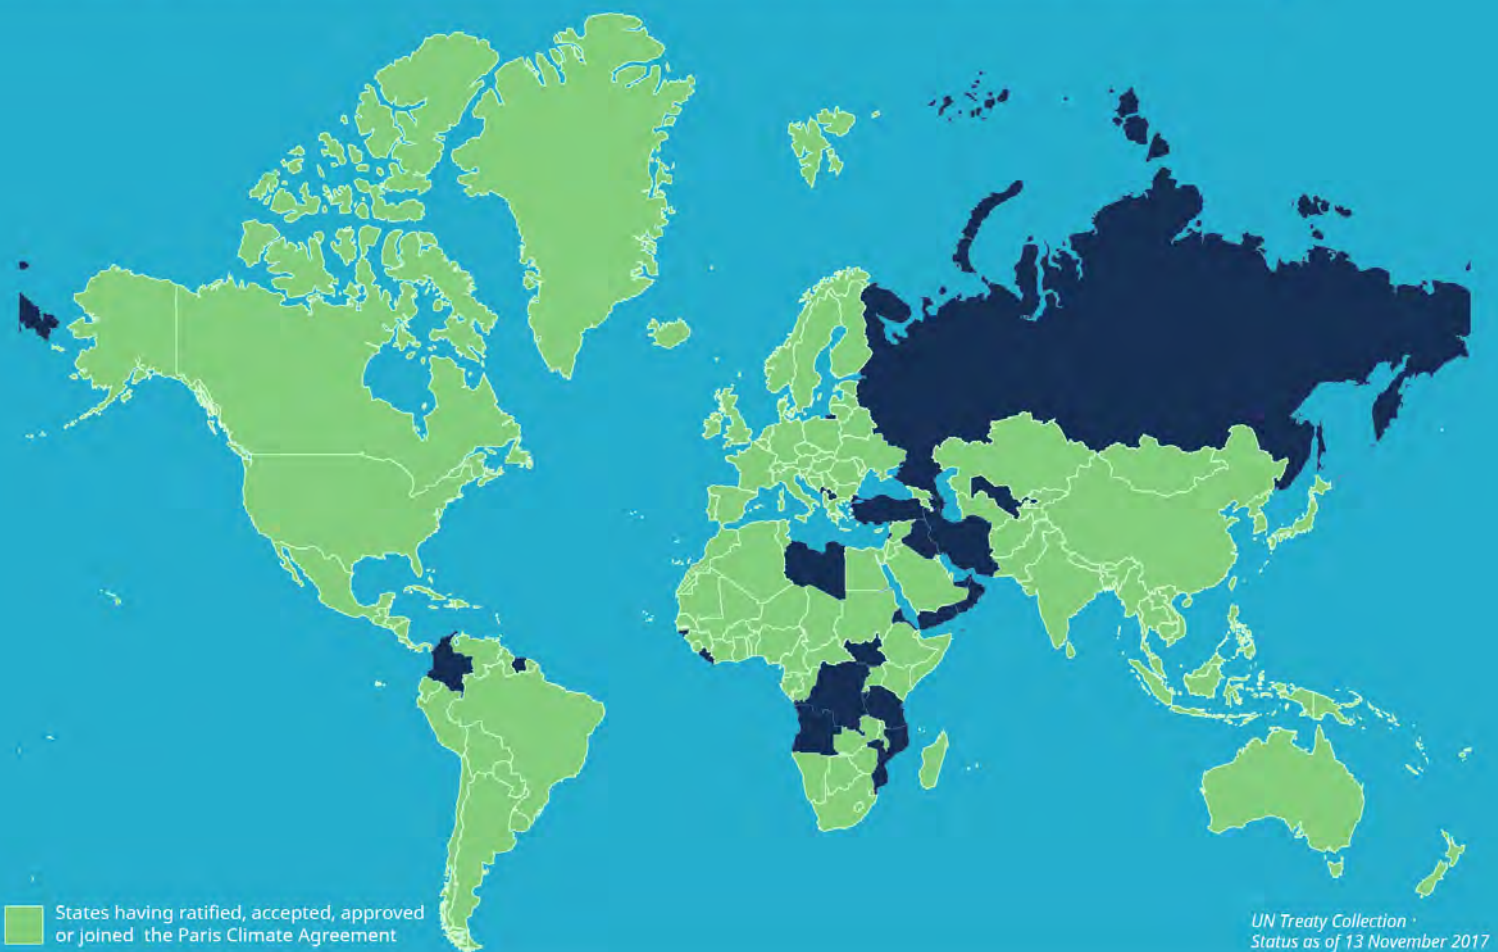 States having ratified, accepted, approved
or joined the Paris Climate Agreement
UN Treaty Collection ·
Status as of 13 November 2017